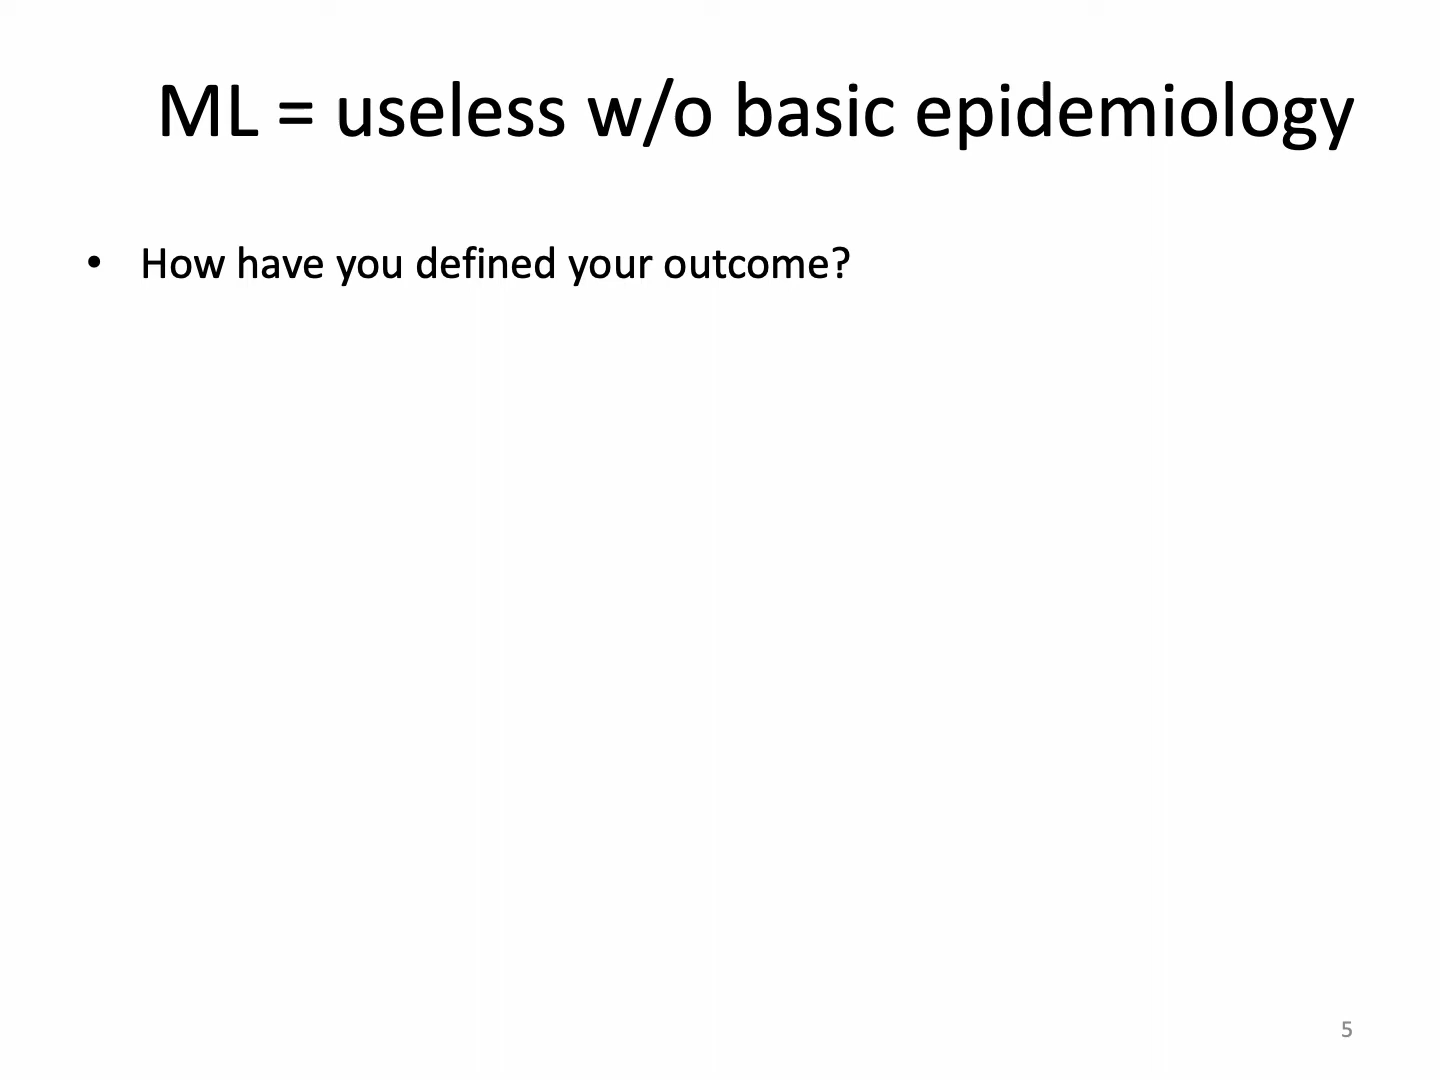 ML = useless w/o basic epidemiology
• How have you defined your outcome?
5